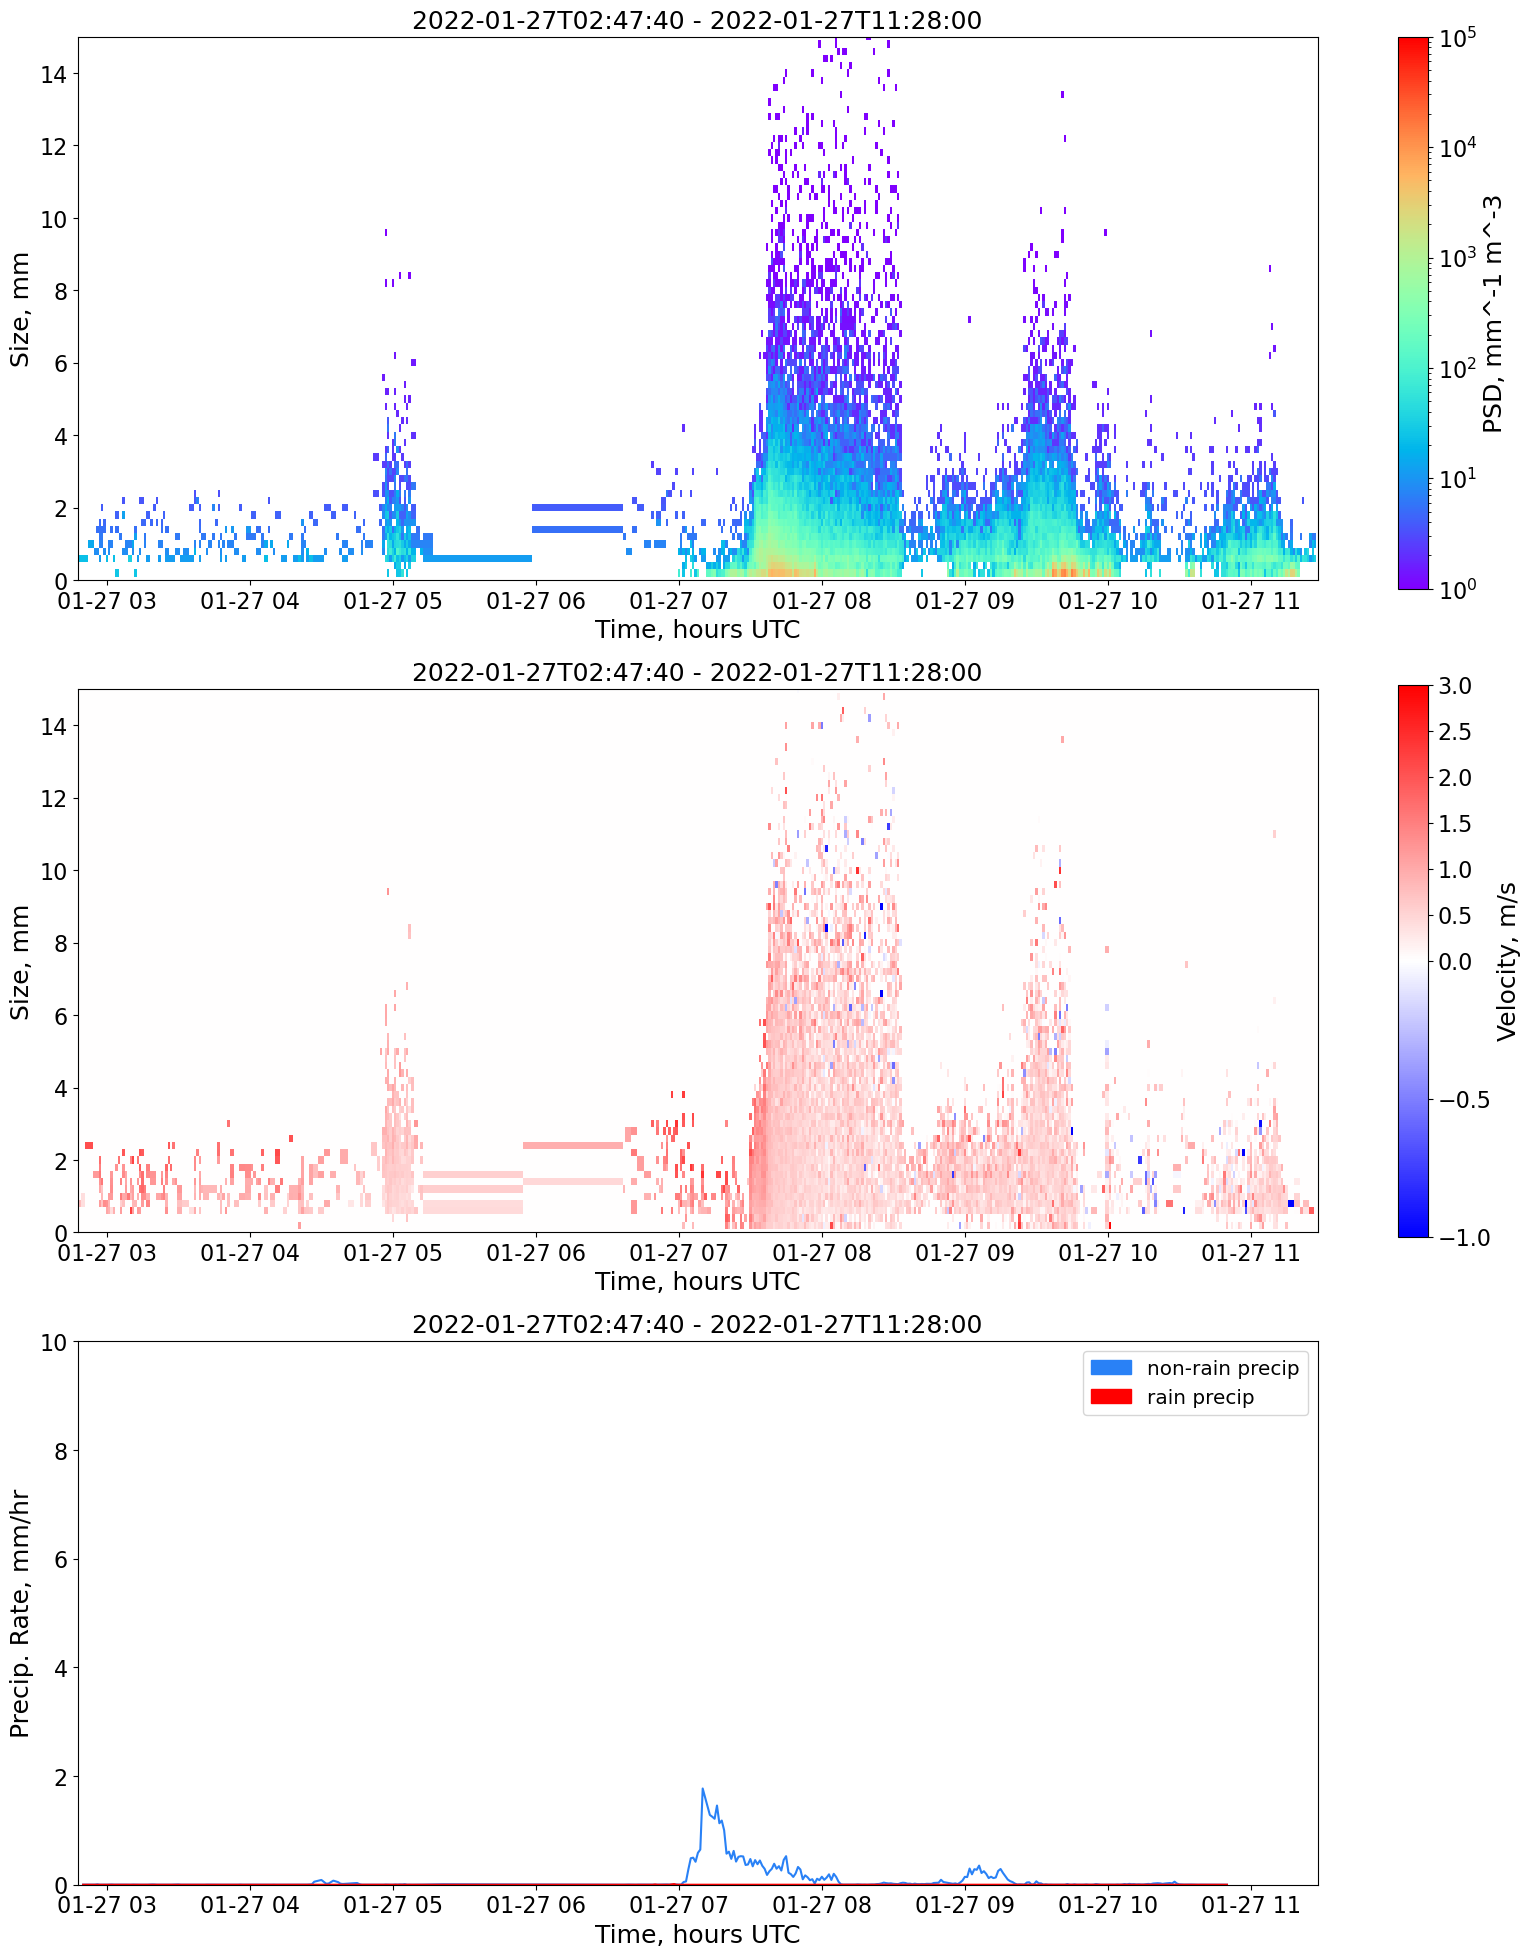 2022-01-27T02:47:40 - 2022-01-27T11:28:00
14
12
10
8
6
4
2
0
Size, mm
01-27 03 01-27 04 01-27 05 01-27 06 01-27 07 01-27 08 01-27 09 01-27 10 01-27 11
Time, hours UTC
10^5
10^4
10^3
10^2
10^1
10^0
PSD, mm^-1 m^-3
2022-01-27T02:47:40 - 2022-01-27T11:28:00
14
12
10
8
6
4
2
0
Size, mm
01-27 03 01-27 04 01-27 05 01-27 06 01-27 07 01-27 08 01-27 09 01-27 10 01-27 11
Time, hours UTC
3.0
2.5
2.0
1.5
1.0
0.5
0.0
−0.5
−1.0
Velocity, m/s
2022-01-27T02:47:40 - 2022-01-27T11:28:00
10
8
6
4
2
0
Precip. Rate, mm/hr
non-rain precip
rain precip
01-27 03 01-27 04 01-27 05 01-27 06 01-27 07 01-27 08 01-27 09 01-27 10 01-27 11
Time, hours UTC